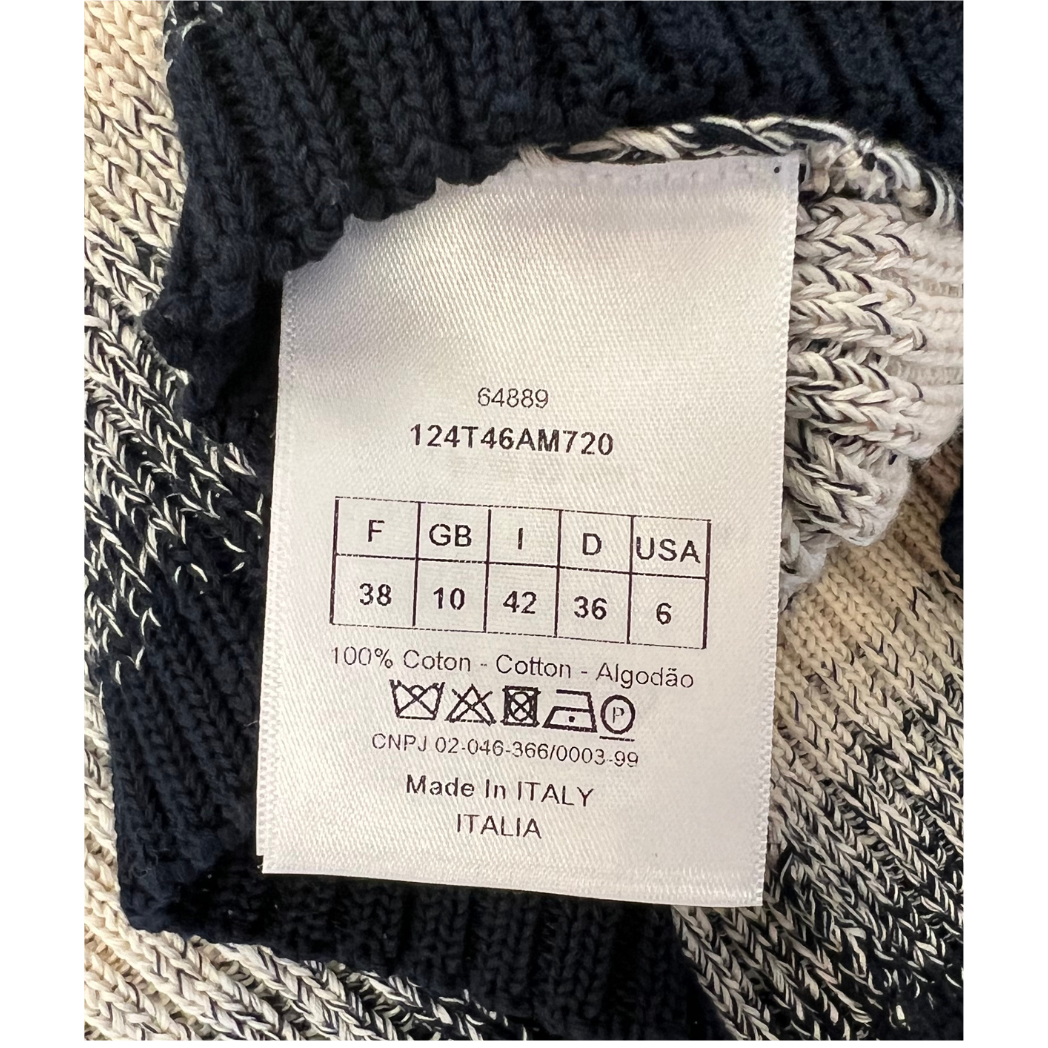 64889
124T46AM720
F GB I D USA
38 10 42 36 6
100% Coton - Cotton - Algodão
P
CNPJ 02-046-366/0003-99
Made In ITALY
ITALIA